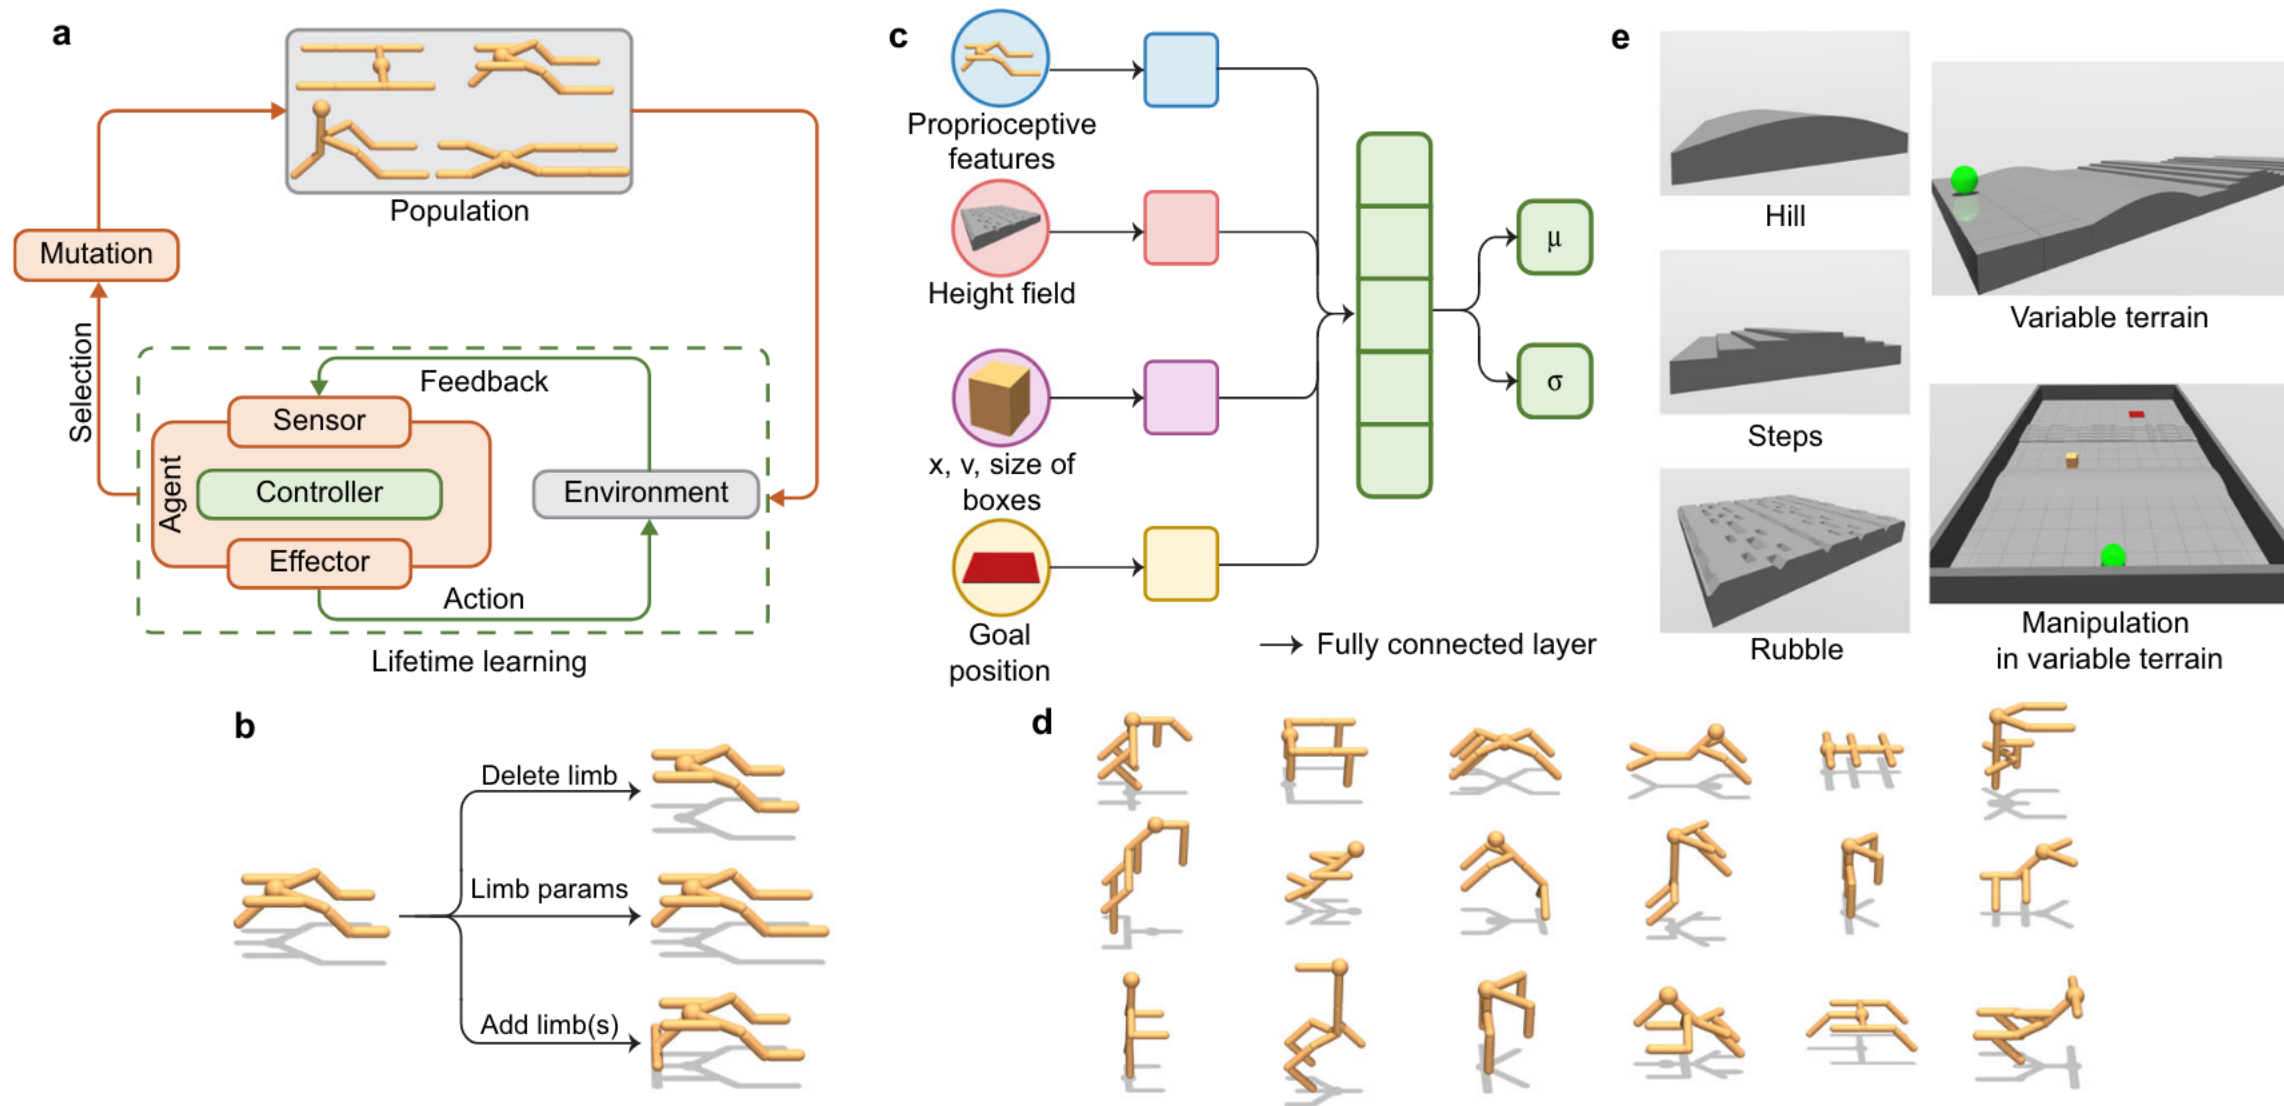 a
Population
Mutation
Selection
Feedback
Sensor
Agent
Controller
Environment
Effector
Action
Lifetime learning
b
Delete limb
Limb params
Add limb(s)
c
Proprioceptive
features
Height field
x, v, size of
boxes
Goal
position
μ
σ
Fully connected layer
d
e
Hill
Steps
Rubble
Variable terrain
Manipulation
in variable terrain